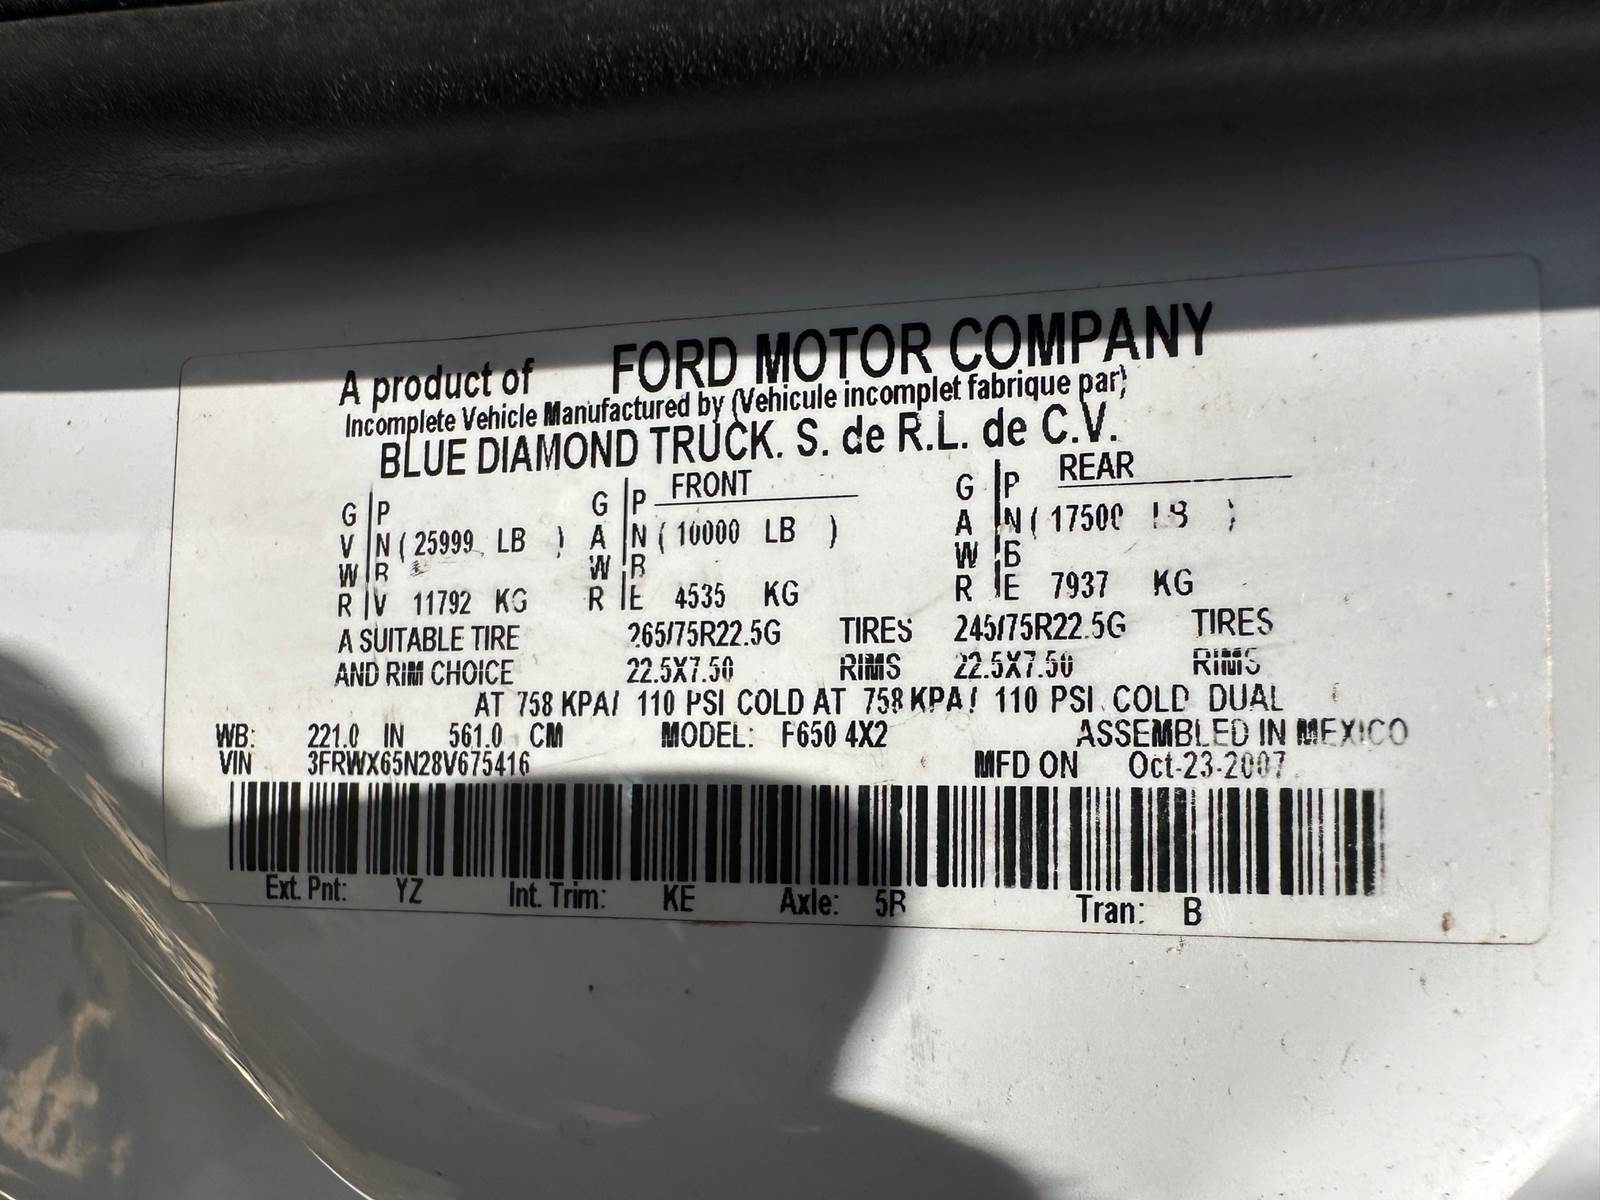 A product of FORD MOTOR COMPANY
Incomplete Vehicle Manufactured by (Vehicule incomplet fabrique par)
BLUE DIAMOND TRUCK. S. de R.L. de C.V.
G P G P FRONT G P REAR
V N ( 25999 LB ) A N ( 10000 LB ) A N ( 17500 LB )
W B W B W B
R V 11792 KG R E 4535 KG R E 7937 KG
A SUITABLE TIRE 265/75R22.5G TIRES 245/75R22.5G TIRES
AND RIM CHOICE 22.5X7.50 RIMS 22.5X7.50 RIMS
AT 758 KPA/ 110 PSI COLD AT 758 KPA/ 110 PSI COLD DUAL
WB: 221.0 IN 561.0 CM MODEL: F650 4X2 ASSEMBLED IN MEXICO
VIN 3FRWX65N28V675416 MFD ON Oct-23-2007
Ext. Pnt: YZ Int. Trim: KE Axle: 5R Tran: B